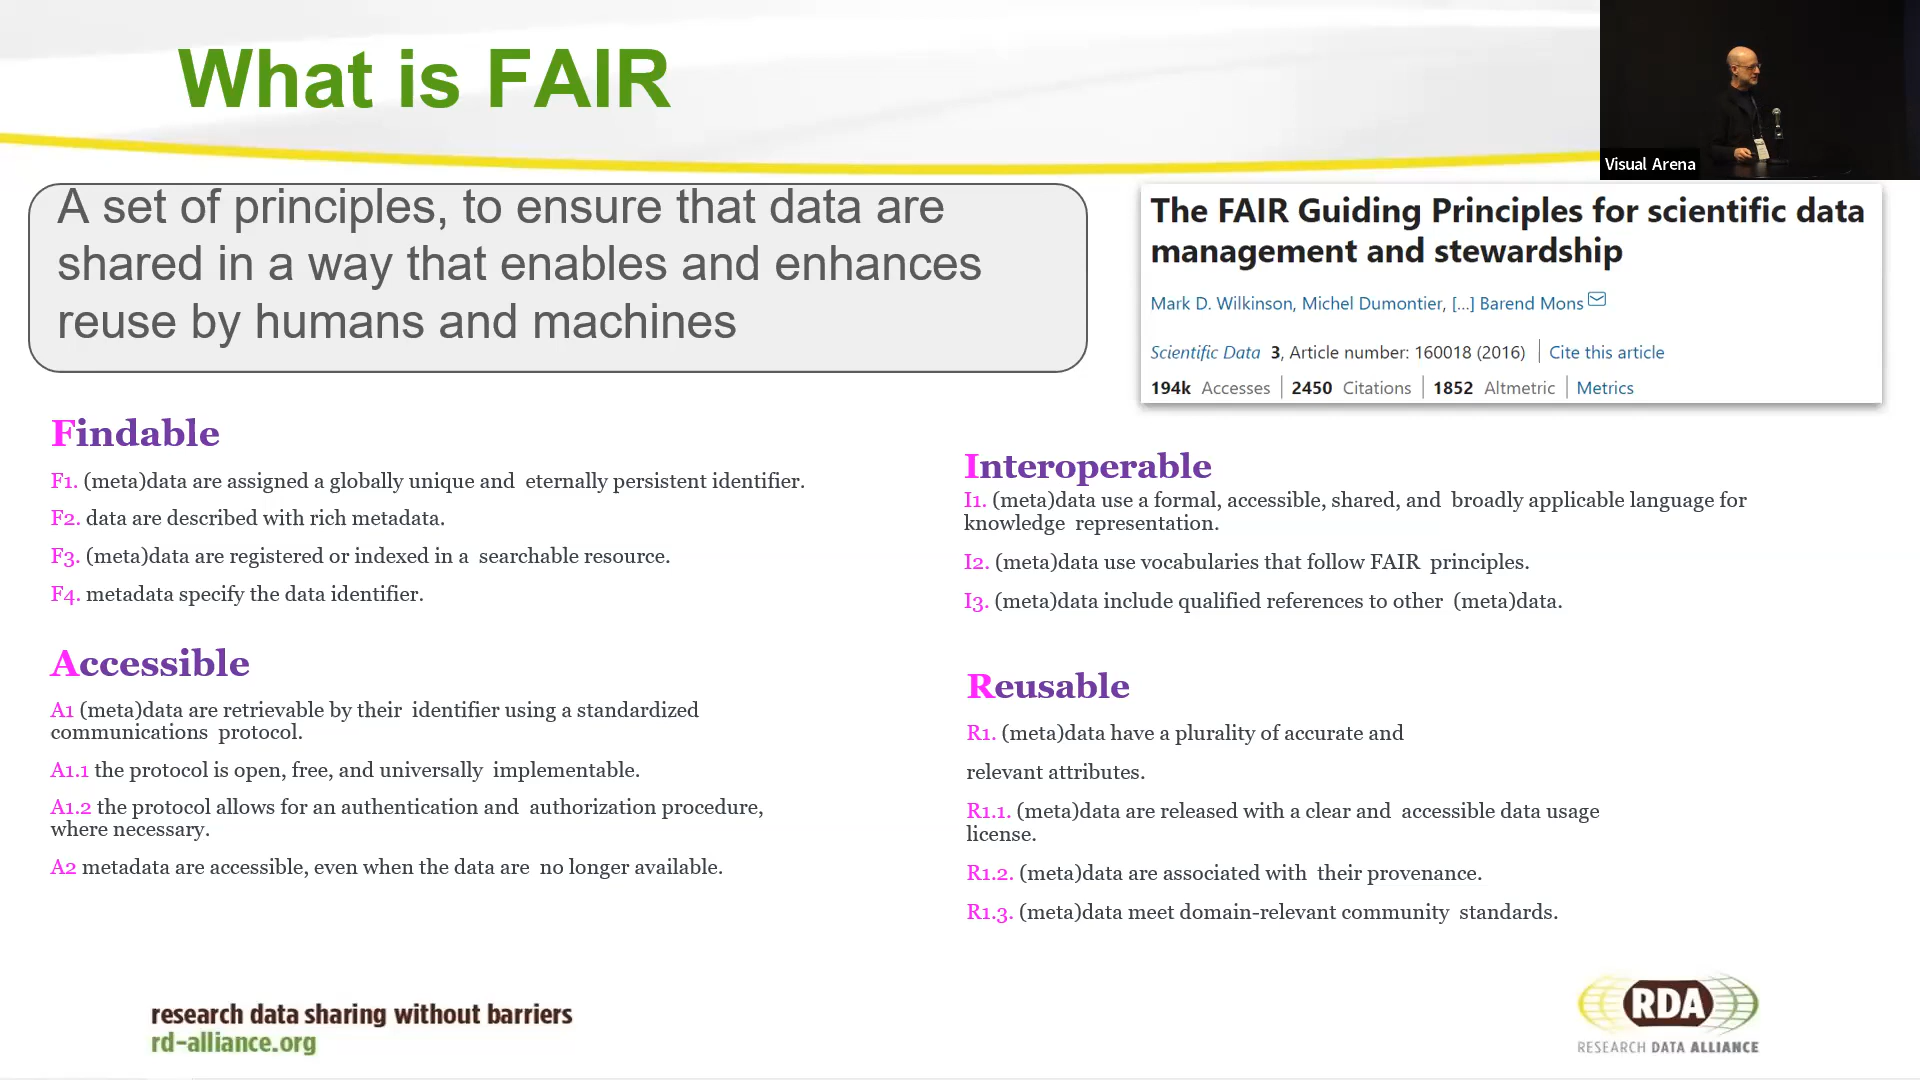 What is FAIR
Visual Arena
A set of principles, to ensure that data are
shared in a way that enables and enhances
reuse by humans and machines
The FAIR Guiding Principles for scientific data
management and stewardship
Mark D. Wilkinson, Michel Dumontier, [...] Barend Mons
Scientific Data 3, Article number: 160018 (2016) | Cite this article
194k Accesses | 2450 Citations | 1852 Altmetric | Metrics
Findable
F1. (meta)data are assigned a globally unique and eternally persistent identifier.
F2. data are described with rich metadata.
F3. (meta)data are registered or indexed in a searchable resource.
F4. metadata specify the data identifier.
Accessible
A1 (meta)data are retrievable by their identifier using a standardized
communications protocol.
A1.1 the protocol is open, free, and universally implementable.
A1.2 the protocol allows for an authentication and authorization procedure,
where necessary.
A2 metadata are accessible, even when the data are no longer available.
Interoperable
I1. (meta)data use a formal, accessible, shared, and broadly applicable language for
knowledge representation.
I2. (meta)data use vocabularies that follow FAIR principles.
I3. (meta)data include qualified references to other (meta)data.
Reusable
R1. (meta)data have a plurality of accurate and
relevant attributes.
R1.1. (meta)data are released with a clear and accessible data usage
license.
R1.2. (meta)data are associated with their provenance.
R1.3. (meta)data meet domain-relevant community standards.
research data sharing without barriers
rd-alliance.org
RDA
RESEARCH DATA ALLIANCE